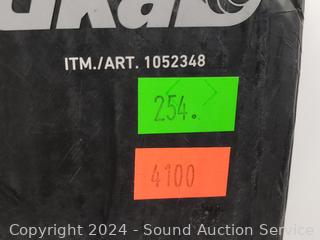 ITM./ART. 1052348
254.
4100
Copyright © 2024 - Sound Auction Service